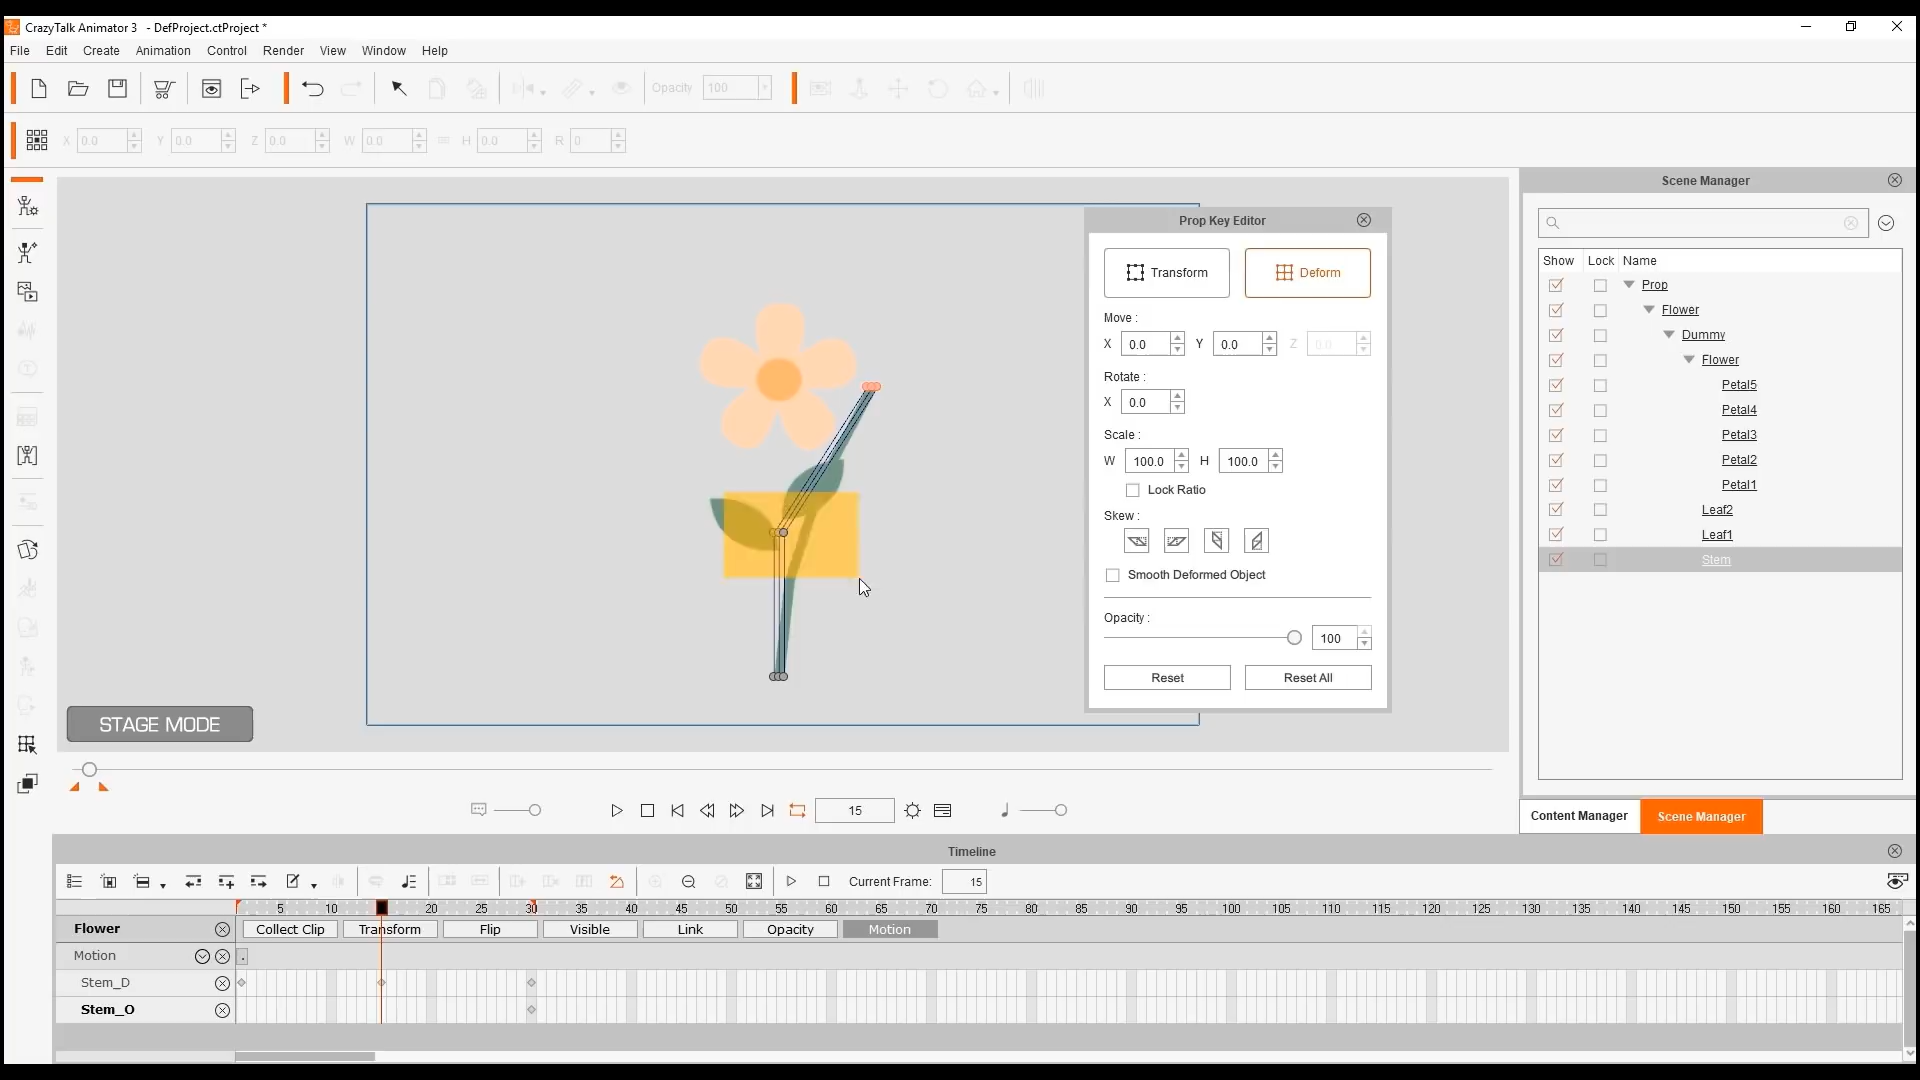 CrazyTalk Animator 3 - DefProject.ctProject *
File Edit Create Animation Control Render View Window Help
Opacity 100
X 0.0 Y 0.0 Z 0.0 W 0.0 H 0.0 R 0
Scene Manager
Prop Key Editor
Show Lock Name
Transform Deform
Prop
Flower
Dummy
Flower
Petal5
Petal4
Petal3
Petal2
Petal1
Leaf2
Leaf1
Stem
Move :
X 0.0 Y 0.0 Z 0.0
Rotate :
X 0.0
Scale :
W 100.0 H 100.0
Lock Ratio
Skew :
Smooth Deformed Object
Opacity :
100
Reset Reset All
STAGE MODE
15
Content Manager Scene Manager
Timeline
Current Frame: 15
5 10 20 25 30 35 40 45 50 55 60 65 70 75 80 85 90 95 100 105 110 115 120 125 130 135 140 145 150 155 160 165
Flower Collect Clip Transform Flip Visible Link Opacity Motion
Motion
Stem_D
Stem_O